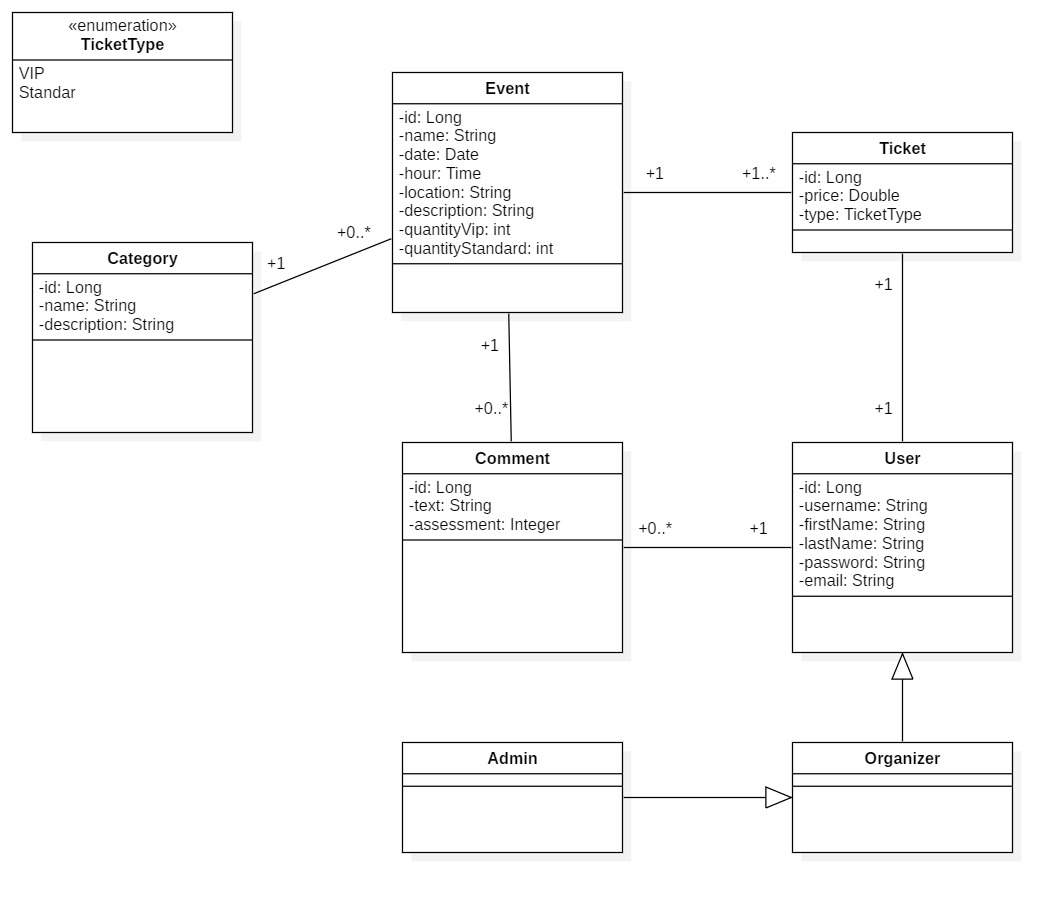 «enumeration»
TicketType
VIP
Standar
Event
-id: Long
-name: String
-date: Date
-hour: Time
-location: String
-description: String
-quantityVip: int
-quantityStandard: int
Ticket
-id: Long
-price: Double
-type: TicketType
+1
+1..*
+0..*
+1
Category
-id: Long
-name: String
-description: String
+1
+0..*
+1
+1
Comment
-id: Long
-text: String
-assessment: Integer
+0..*
+1
User
-id: Long
-username: String
-firstName: String
-lastName: String
-password: String
-email: String
Admin
Organizer